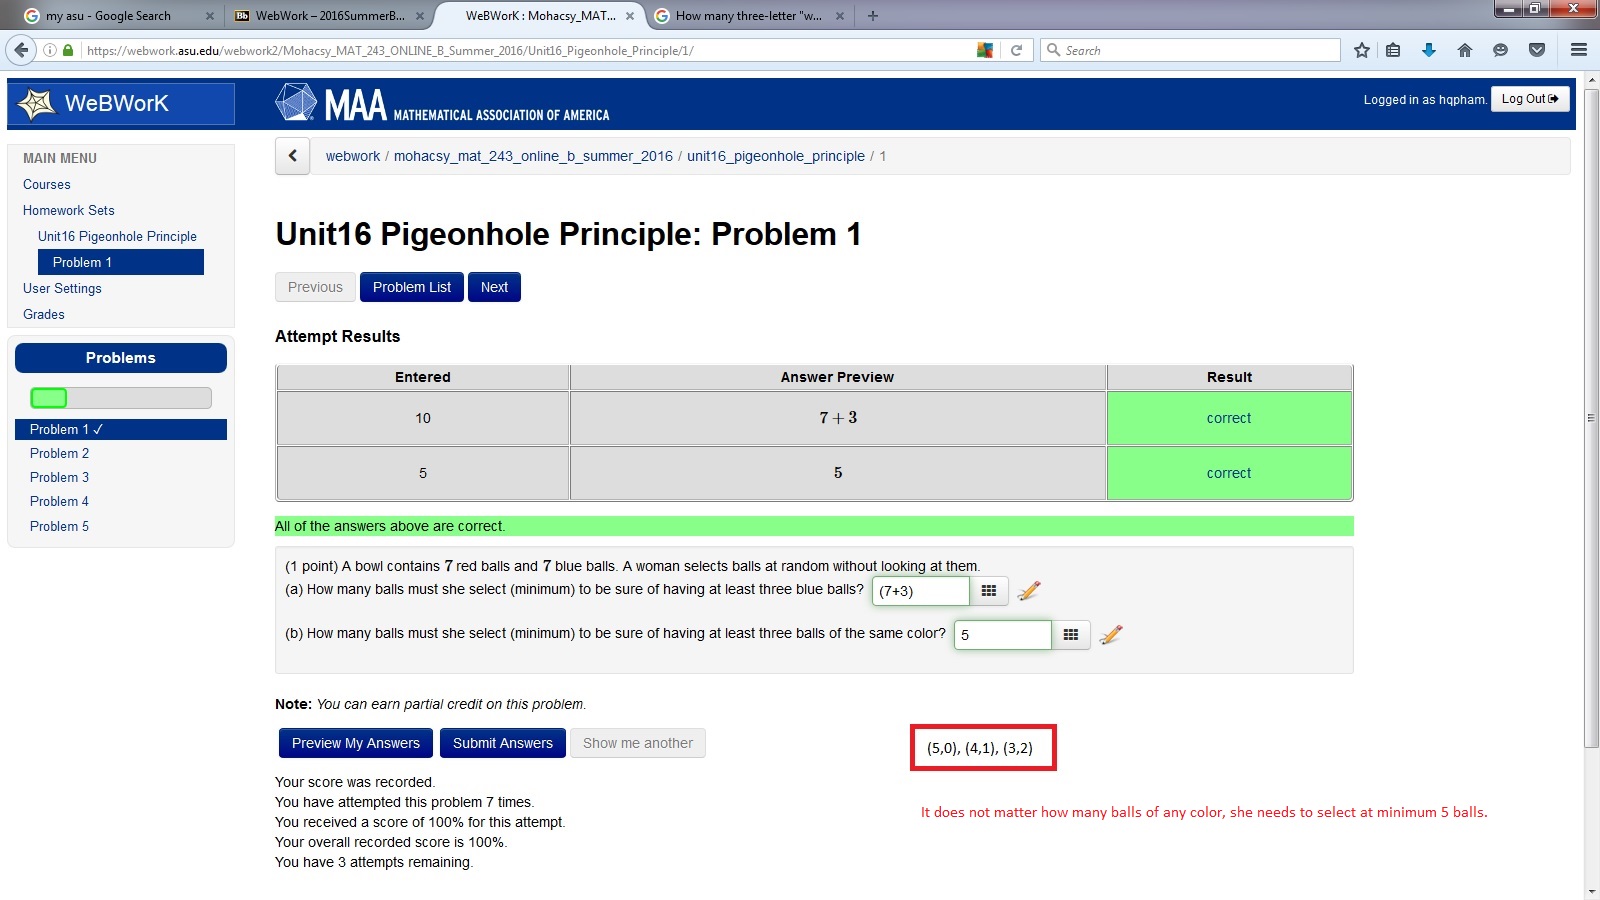 my asu - Google Search
WebWork – 2016SummerB...
WeBWorK : Mohacsy_MAT...
How many three-letter "w...
https://webwork.asu.edu/webwork2/Mohacsy_MAT_243_ONLINE_B_Summer_2016/Unit16_Pigeonhole_Principle/1/
Search
WeBWorK
MAA MATHEMATICAL ASSOCIATION OF AMERICA
Logged in as hqpham.
Log Out
MAIN MENU
Courses
Homework Sets
Unit16 Pigeonhole Principle
Problem 1
User Settings
Grades
Problems
Problem 1 ✓
Problem 2
Problem 3
Problem 4
Problem 5
webwork / mohacsy_mat_243_online_b_summer_2016 / unit16_pigeonhole_principle / 1
Unit16 Pigeonhole Principle: Problem 1
Previous
Problem List
Next
Attempt Results
Entered Answer Preview Result
10 7 + 3 correct
5 5 correct
All of the answers above are correct.
(1 point) A bowl contains 7 red balls and 7 blue balls. A woman selects balls at random without looking at them.
(a) How many balls must she select (minimum) to be sure of having at least three blue balls? (7+3)
(b) How many balls must she select (minimum) to be sure of having at least three balls of the same color? 5
Note: You can earn partial credit on this problem.
Preview My Answers
Submit Answers
Show me another
Your score was recorded.
You have attempted this problem 7 times.
You received a score of 100% for this attempt.
Your overall recorded score is 100%.
You have 3 attempts remaining.
(5,0), (4,1), (3,2)
It does not matter how many balls of any color, she needs to select at minimum 5 balls.